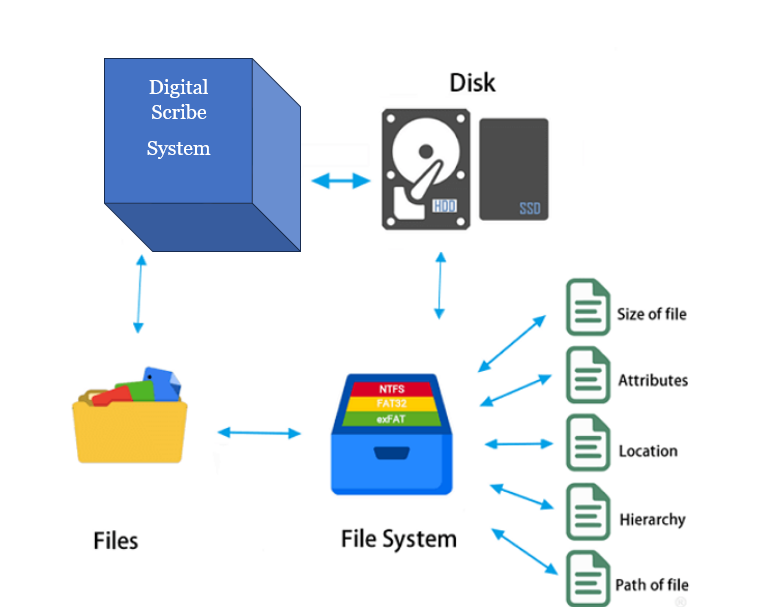 Digital
Scribe
System
Disk
HDD
SSD
Size of file
NTFS
FAT32
exFAT
Attributes
Location
Hierarchy
Files
File System
Path of file
®